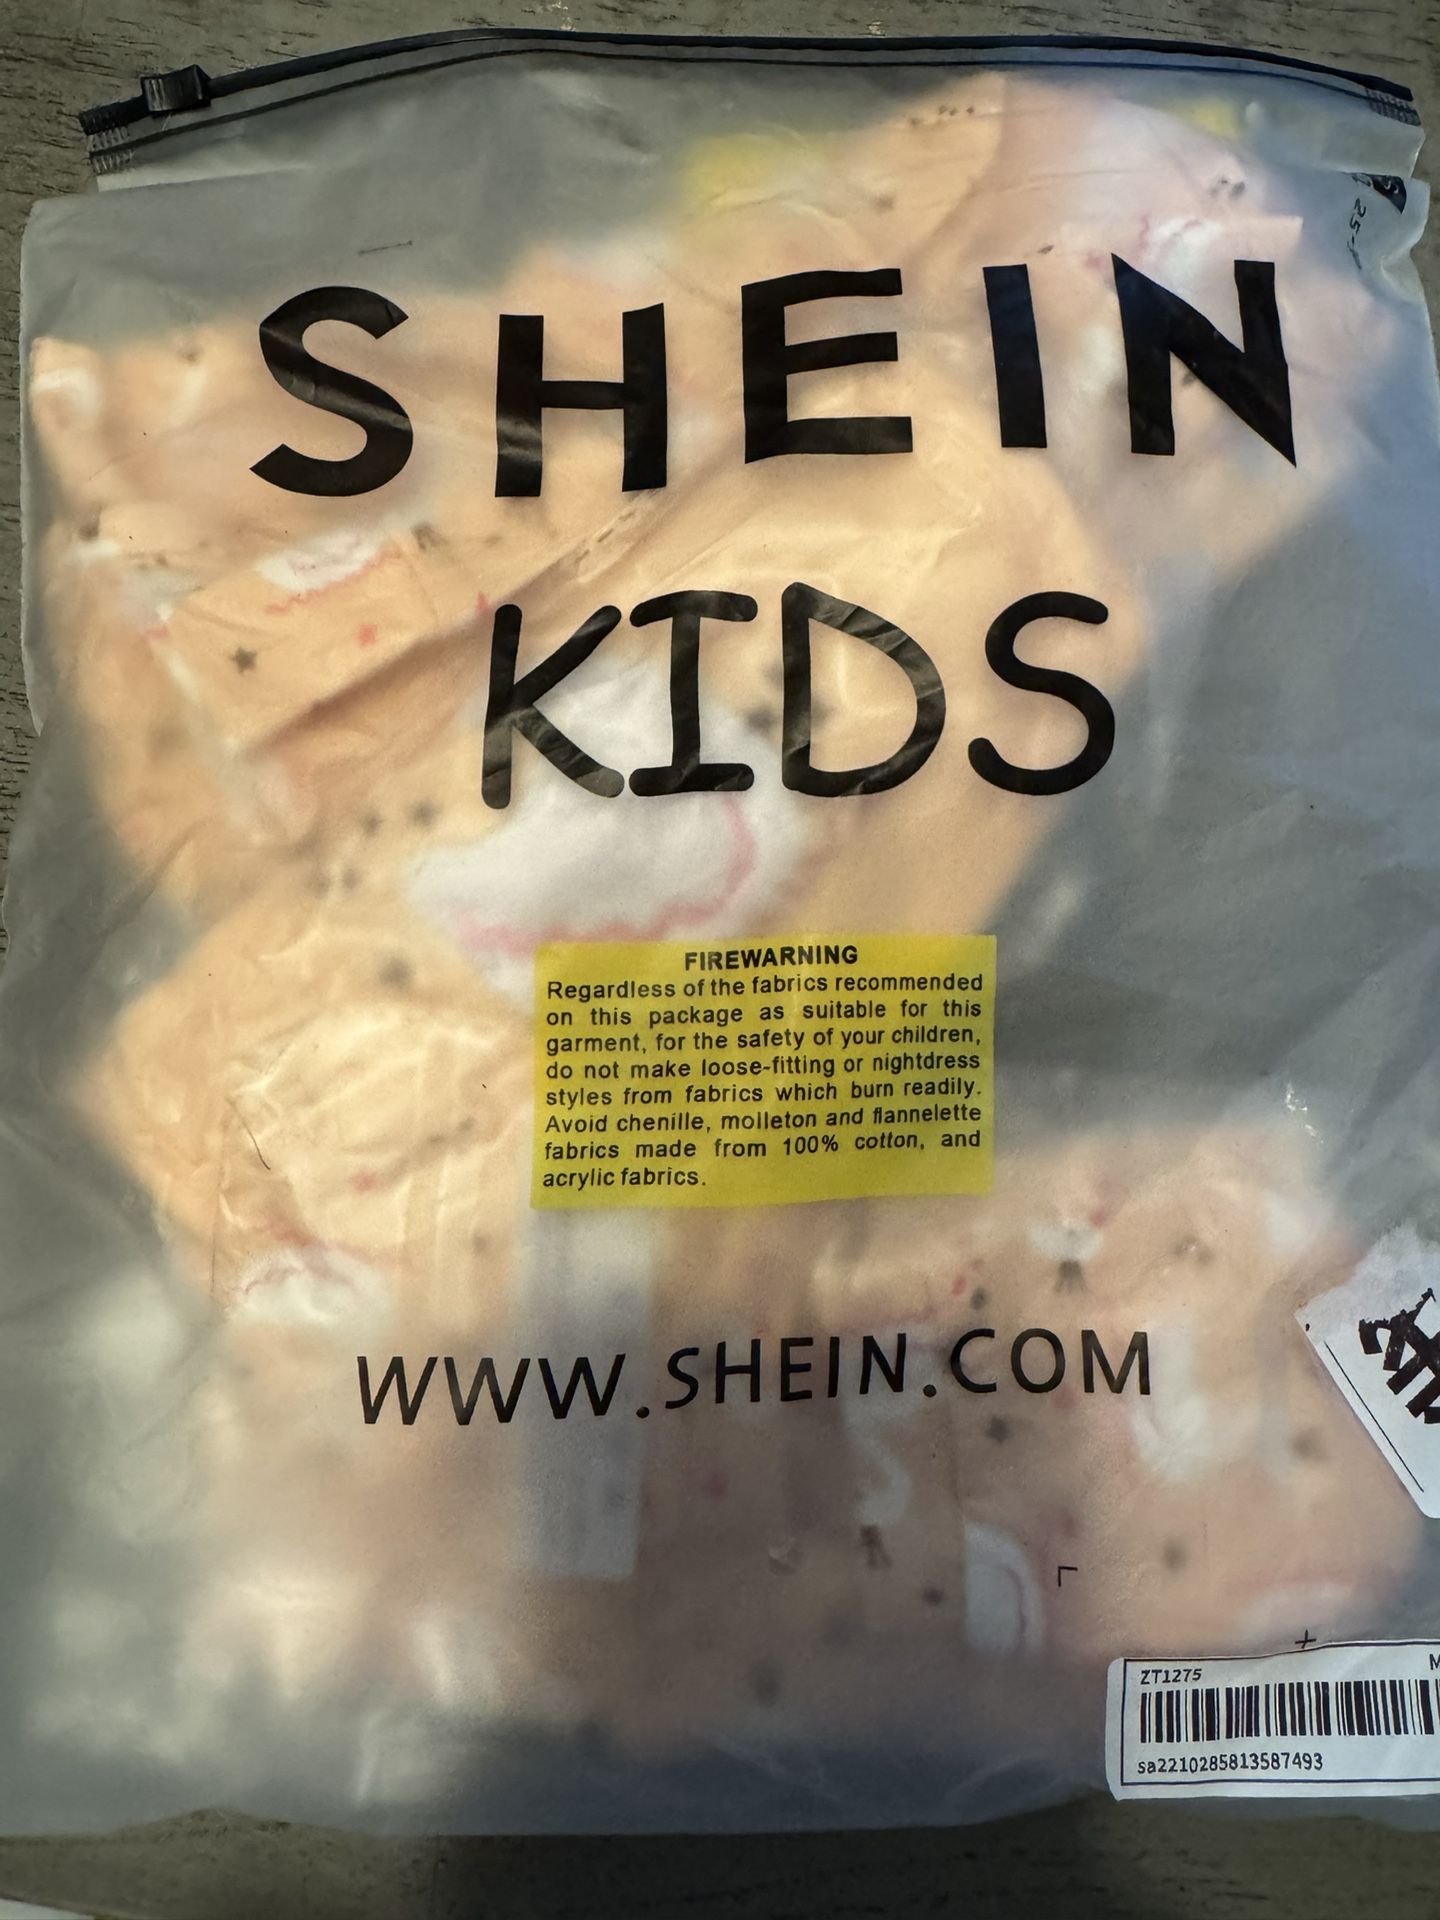 SHEIN
KIDS
FIREWARNING
Regardless of the fabrics recommended
on this package as suitable for this
garment, for the safety of your children,
do not make loose-fitting or nightdress
styles from fabrics which burn readily.
Avoid chenille, molleton and flannelette
fabrics made from 100% cotton, and
acrylic fabrics.
WWW.SHEIN.COM
ZT1275 M
sa2210285813587493